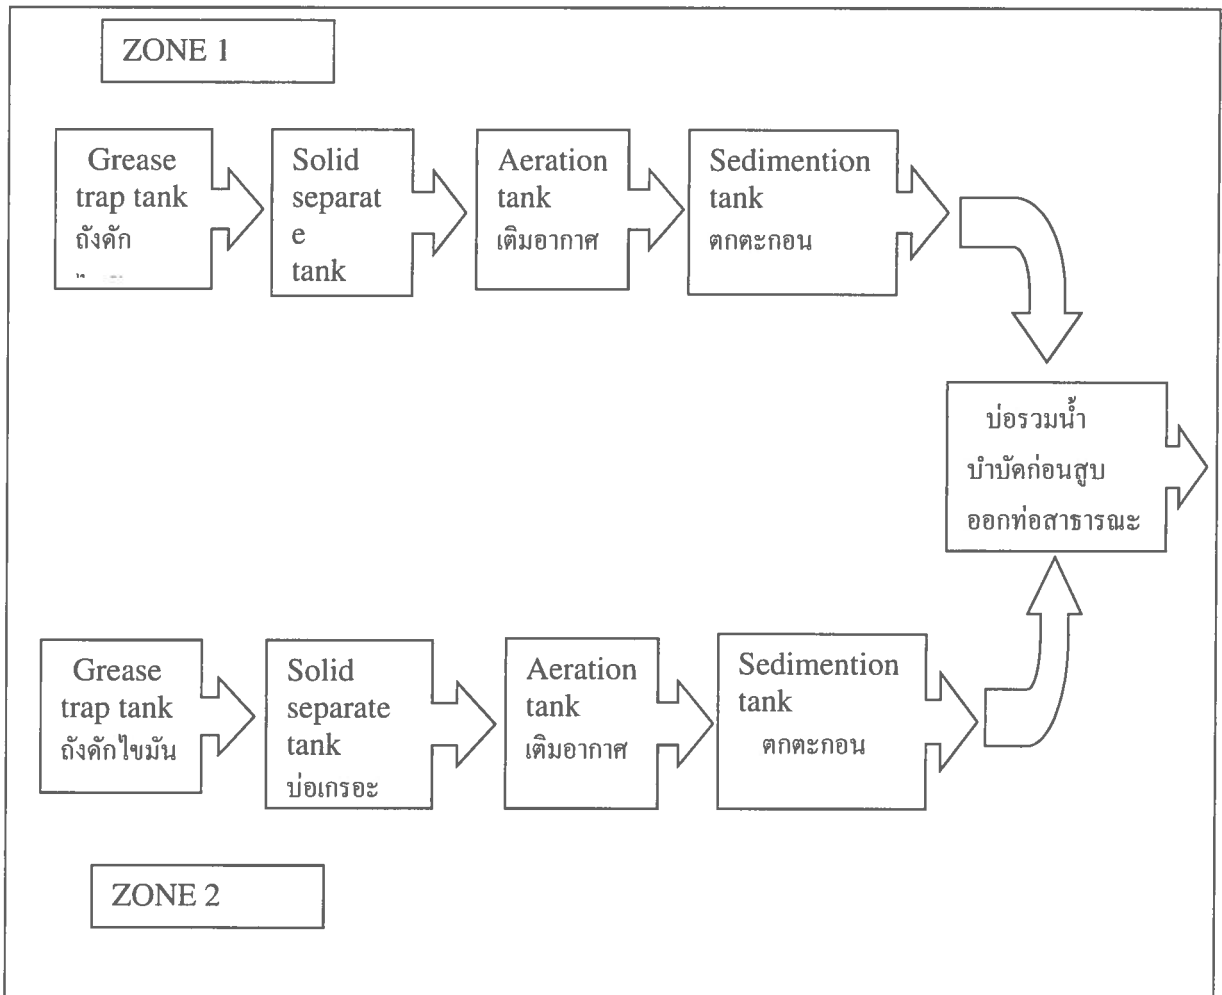 ZONE 1
Grease
trap tank
ถังดัก
Solid
separat
e
tank
Aeration
tank
เติมอากาศ
Sedimention
tank
ตกตะกอน
บ่อรวมน้ำ
บำบัดก่อนสูบ
ออกท่อสาธารณะ
Grease
trap tank
ถังดักไขมัน
Solid
separate
tank
บ่อเกรอะ
Aeration
tank
เติมอากาศ
Sedimention
tank
ตกตะกอน
ZONE 2